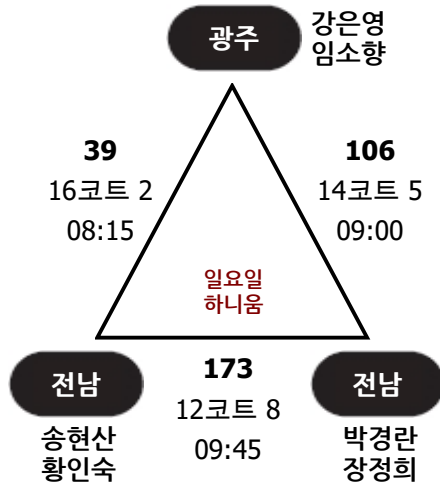 광주
강은영
임소향
39
16코트 2
08:15
106
14코트 5
09:00
일요일
하니움
전남
송현산
황인숙
173
12코트 8
09:45
전남
박경란
장정희